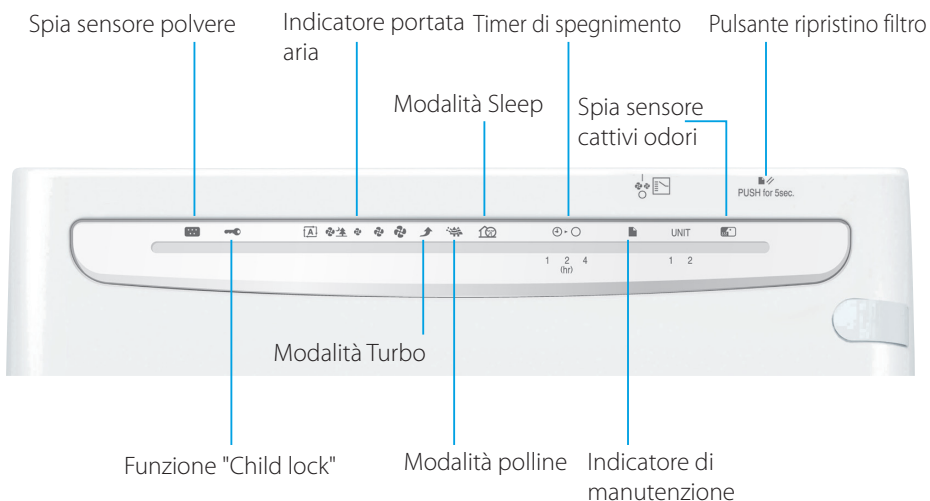 Spia sensore polvere
Indicatore portata
aria
Timer di spegnimento
Pulsante ripristino filtro
Modalità Sleep
Spia sensore
cattivi odori
PUSH for 5sec.
A
UNIT
1 2 4
(hr)
1 2
Modalità Turbo
Funzione "Child lock"
Modalità polline
Indicatore di
manutenzione